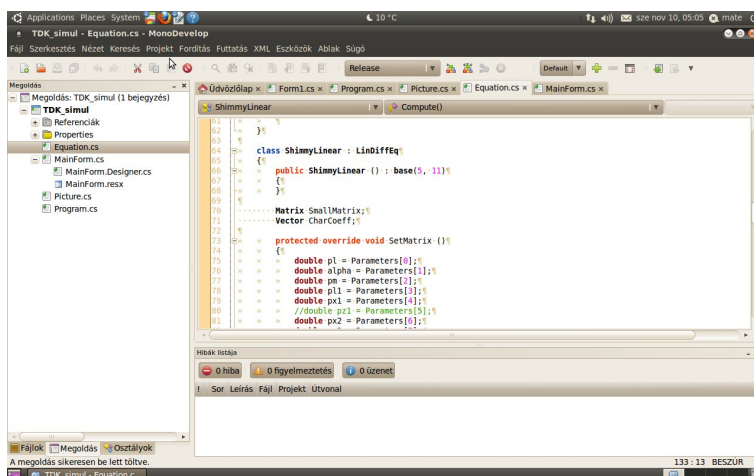 Applications Places System 10 °C sze nov 10, 05:05 mate
TDK_simul - Equation.cs - MonoDevelop
Fájl Szerkesztés Nézet Keresés Projekt Fordítás Futtatás XML Eszközök Ablak Súgó
Release Default
Megoldás
Megoldás: TDK_simul (1 bejegyzés)
TDK_simul
Referenciák
Properties
Equation.cs
MainForm.cs
MainForm.Designer.cs
MainForm.resx
Picture.cs
Program.cs
Üdvözlőlap × Form1.cs × Program.cs × Picture.cs × Equation.cs × MainForm.cs ×
ShimmyLinear Compute()
61
62 }
63
64 class ShimmyLinear : LinDiffEq
65 {
66 public ShimmyLinear () : base(5, 11)
67 {
68 }
69
70 Matrix SmallMatrix;
71 Vector CharCoeff;
72
73 protected override void SetMatrix ()
74 {
75 double pl = Parameters[0];
76 double alpha = Parameters[1];
77 double pm = Parameters[2];
78 double pl1 = Parameters[3];
79 double px1 = Parameters[4];
80 //double pz1 = Parameters[5];
81 double px2 = Parameters[6];
Hibák listája
0 hiba 0 figyelmeztetés 0 üzenet
! Sor Leírás Fájl Projekt Útvonal
Fájlok Megoldás Osztályok
A megoldás sikeresen be lett töltve. 133 : 13 BESZÚR
TDK_simul - Equation.c